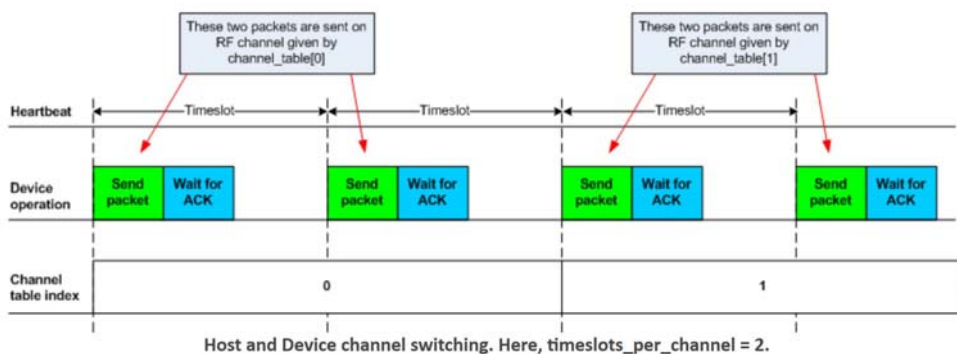 These two packets are sent on
RF channel given by
channel_table[0]
These two packets are sent on
RF channel given by
channel_table[1]
Heartbeat
Timeslot
Timeslot
Timeslot
Device
operation
Send
packet
Wait for
ACK
Send
packet
Wait for
ACK
Send
packet
Wait for
ACK
Send
packet
Wait for
ACK
Channel
table index
0
1
Host and Device channel switching. Here, timeslots_per_channel = 2.